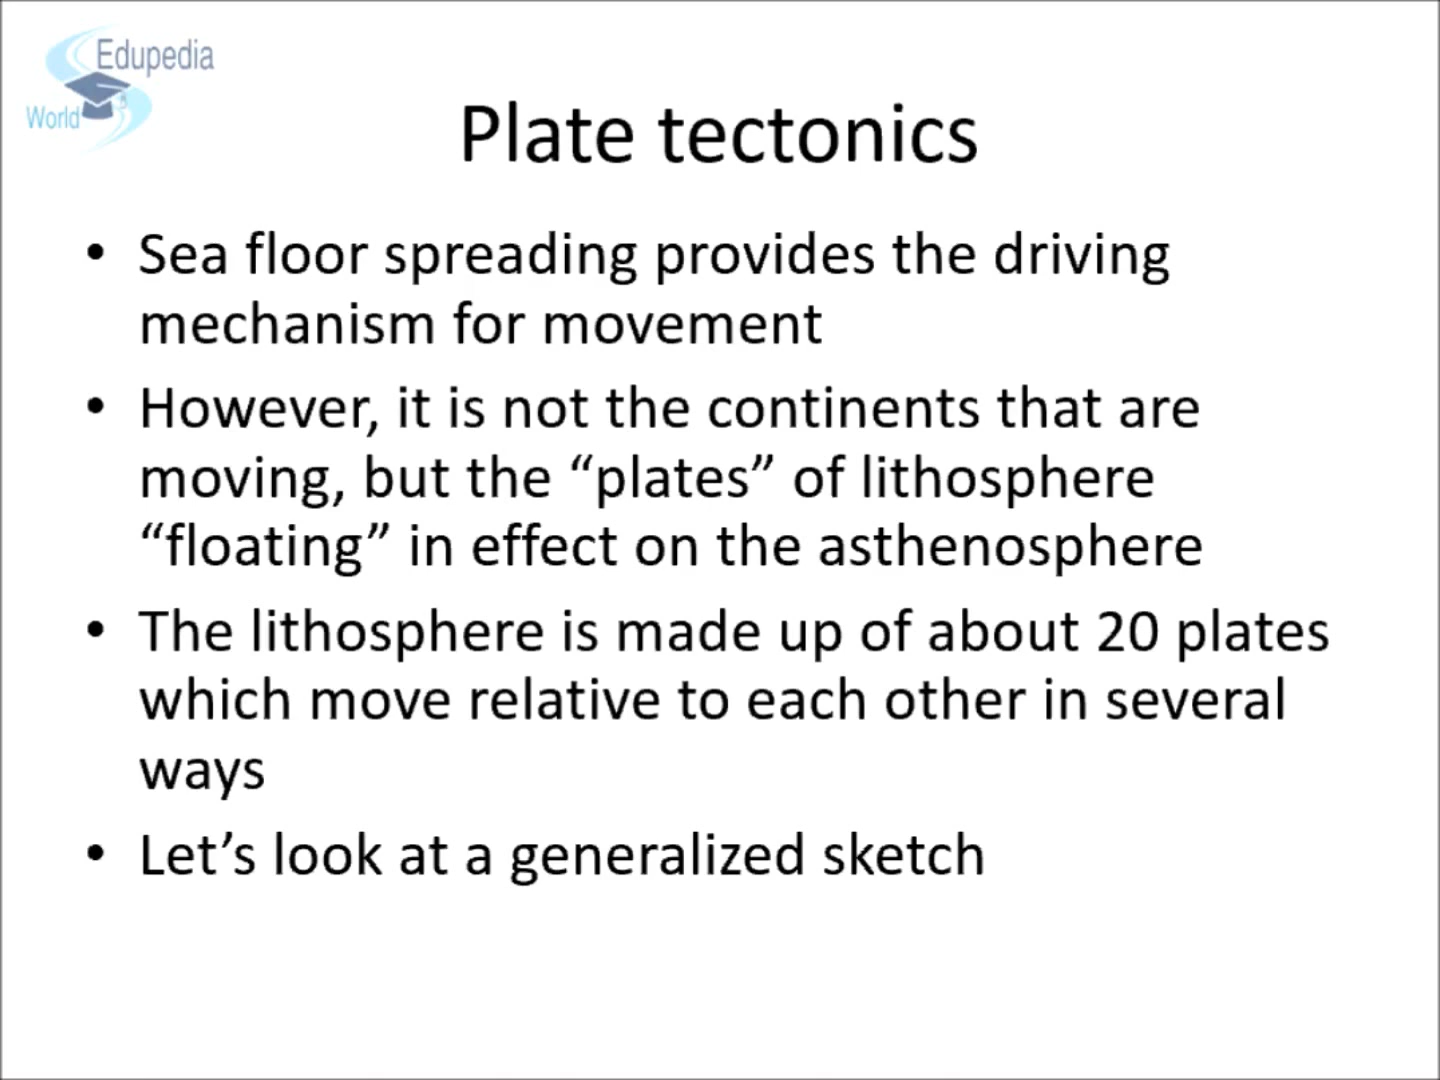 Edupedia
World
Plate tectonics
• Sea floor spreading provides the driving
mechanism for movement
• However, it is not the continents that are
moving, but the “plates” of lithosphere
“floating” in effect on the asthenosphere
• The lithosphere is made up of about 20 plates
which move relative to each other in several
ways
• Let’s look at a generalized sketch